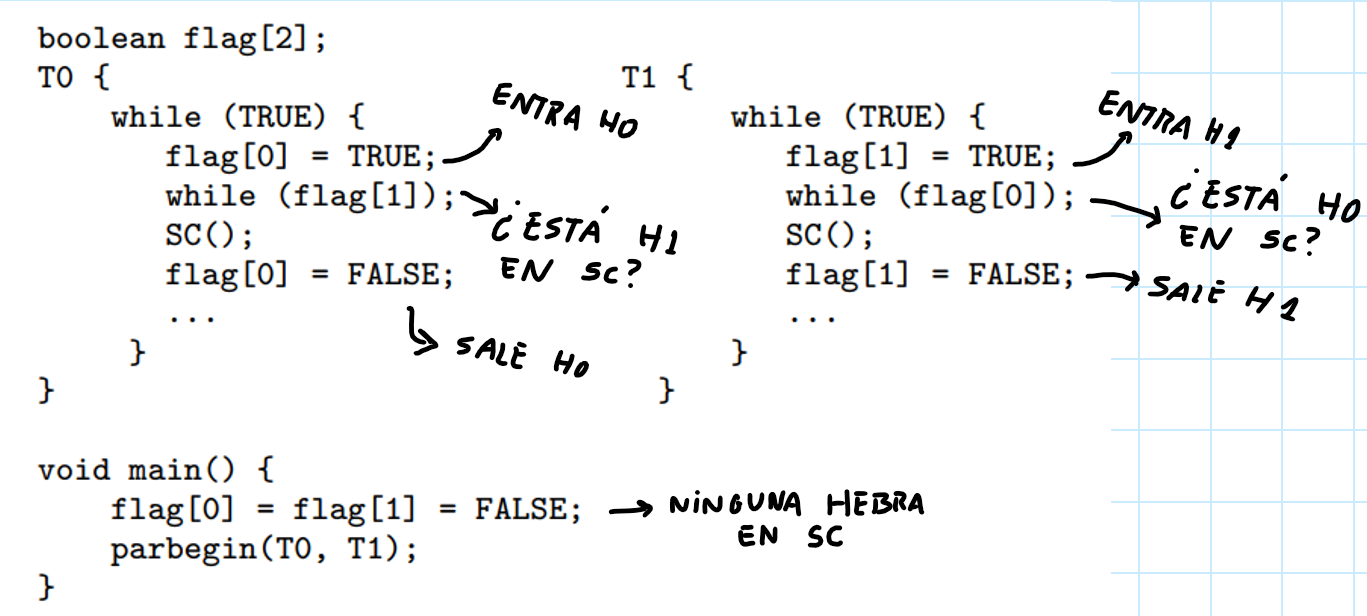 boolean flag[2];
T0 { T1 {
while (TRUE) { ENTRA H0 while (TRUE) { ENTRA H1
flag[0] = TRUE; flag[1] = TRUE;
while (flag[1]); while (flag[0]);
¿ESTÁ H1 ¿ESTÁ H0
SC(); SC();
EN SC? EN SC?
flag[0] = FALSE; flag[1] = FALSE;
SALE H0 SALE H1
... ...
} }
} }
void main() {
flag[0] = flag[1] = FALSE; NINGUNA HEBRA
EN SC
parbegin(T0, T1);
}